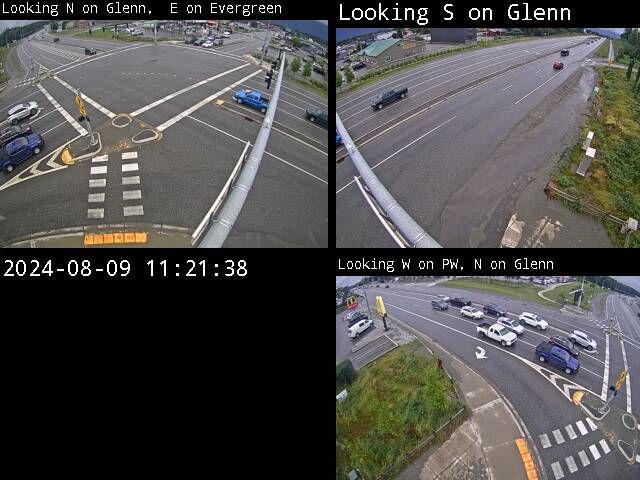 Looking N on Glenn, E on Evergreen
Looking S on Glenn
2024-08-09 11:21:38
Looking W on PW, N on Glenn